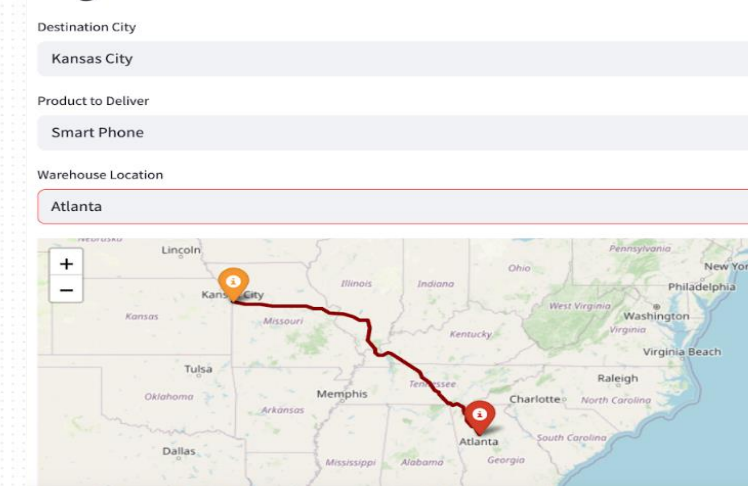 Destination City
Kansas City
Product to Deliver
Smart Phone
Warehouse Location
Atlanta
+
−
Nebraska
Lincoln
Pennsylvania
New Yor
Ohio
Illinois
Indiana
Philadelphia
Kansas City
West Virginia
Washington
Kansas
Missouri
Virginia
Kentucky
Virginia Beach
Tulsa
Tennessee
Raleigh
Oklahoma
Memphis
Charlotte
North Carolina
Arkansas
Atlanta
South Carolina
Dallas
Mississippi
Alabama
Georgia